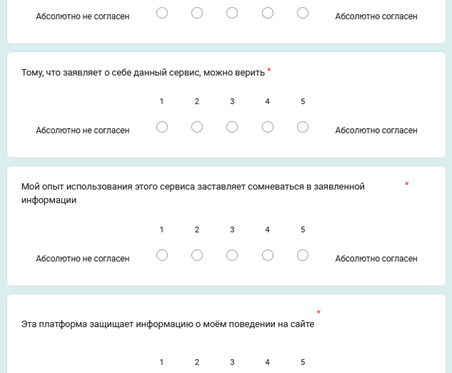 Абсолютно не согласен Абсолютно согласен
Тому, что заявляет о себе данный сервис, можно верить *
1 2 3 4 5
Абсолютно не согласен Абсолютно согласен
Мой опыт использования этого сервиса заставляет сомневаться в заявленной *
информации
1 2 3 4 5
Абсолютно не согласен Абсолютно согласен
Эта платформа защищает информацию о моём поведении на сайте *
1 2 3 4 5